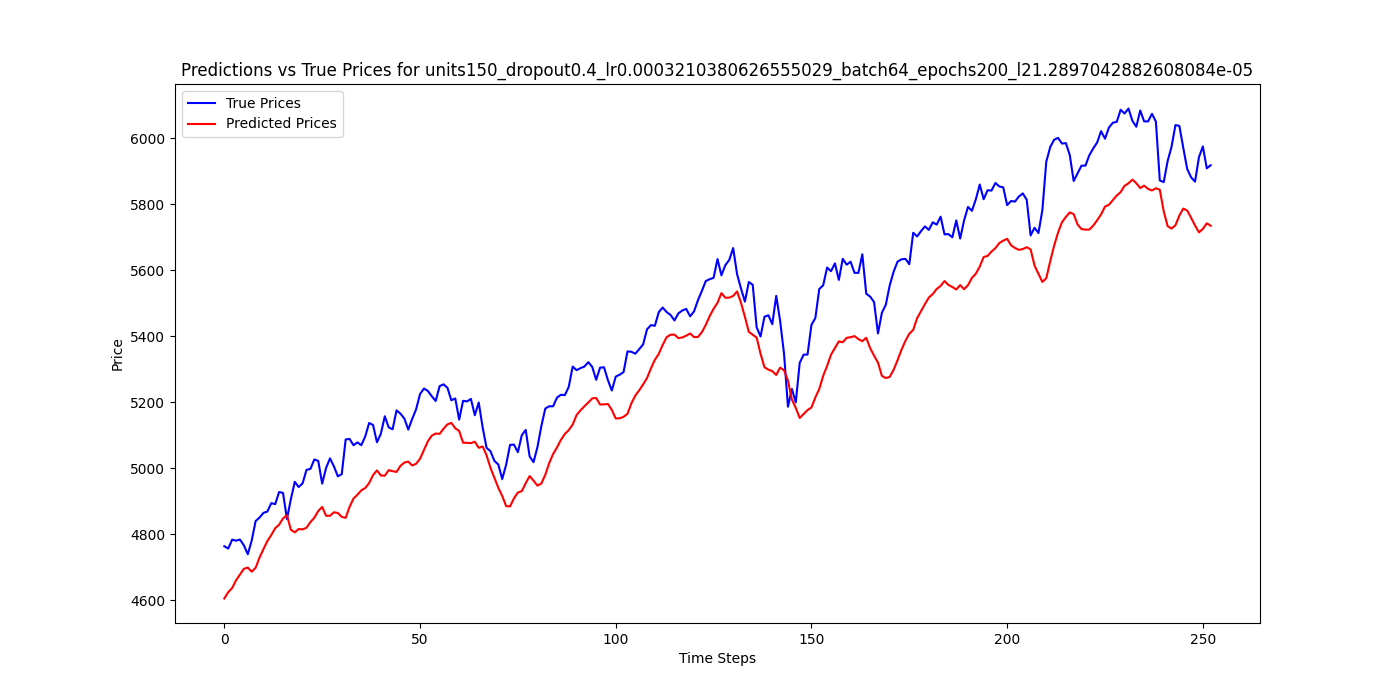 Predictions vs True Prices for units150_dropout0.4_lr0.0003210380626555029_batch64_epochs200_l21.2897042882608084e-05
True Prices
Predicted Prices
6000
5800
5600
5400
5200
5000
4800
4600
Price
0 50 100 150 200 250
Time Steps